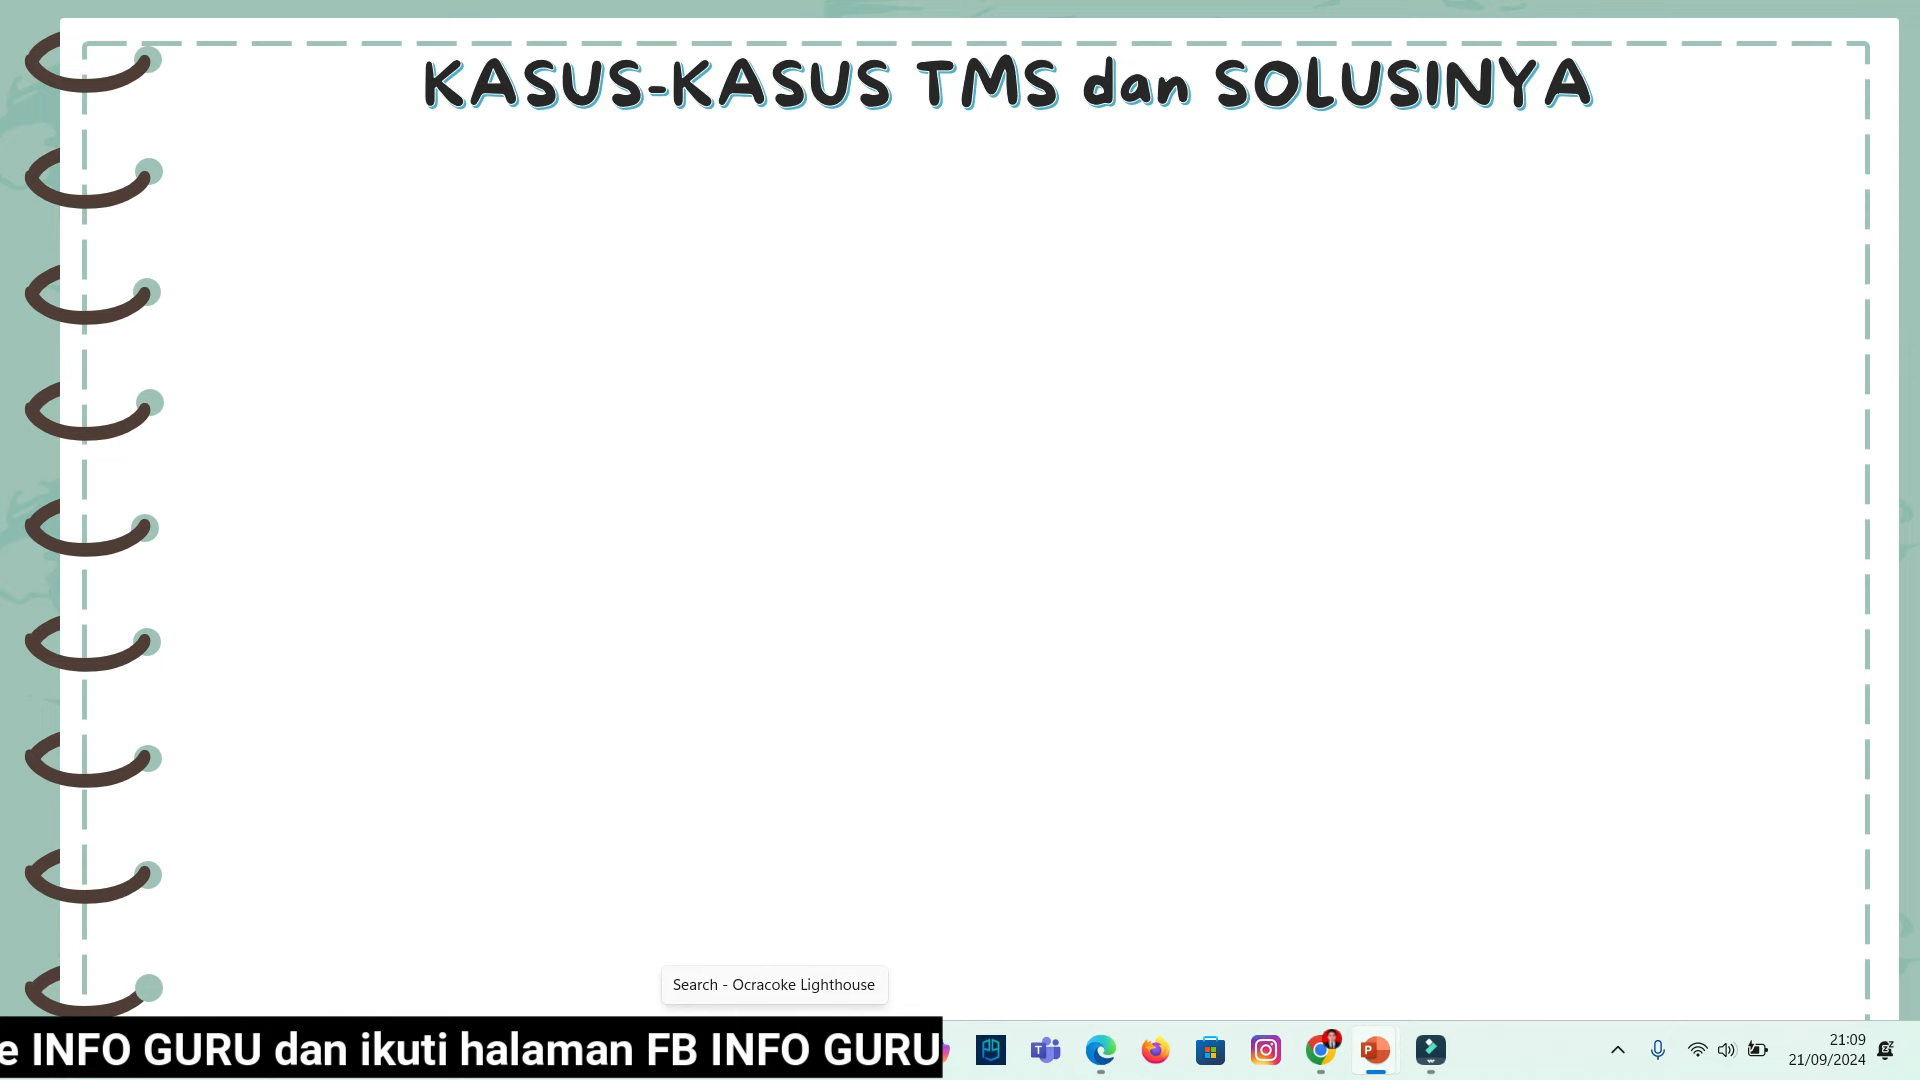 KASUS-KASUS TMS dan SOLUSINYA
Search - Ocracoke Lighthouse
e INFO GURU dan ikuti halaman FB INFO GURU
21:09
21/09/2024